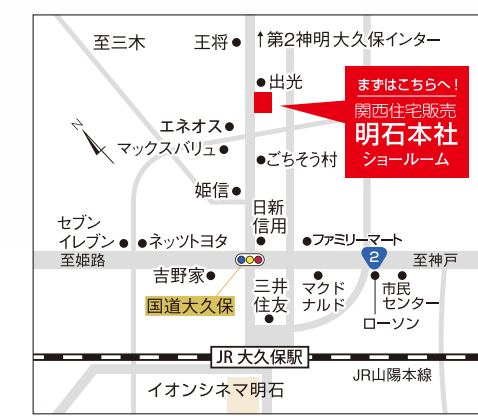 至三木
王将
↑第2神明大久保インター
出光
まずはこちらへ！
関西住宅販売
明石本社
ショールーム
エネオス
マックスバリュ
ごちそう村
N
姫信
日新
信用
セブン
イレブン
ネッツトヨタ
ファミリーマート
至姫路
2
至神戸
吉野家
三井
住友
マクド
ナルド
市民
センター
国道大久保
ローソン
JR 大久保駅
JR山陽本線
イオンシネマ明石